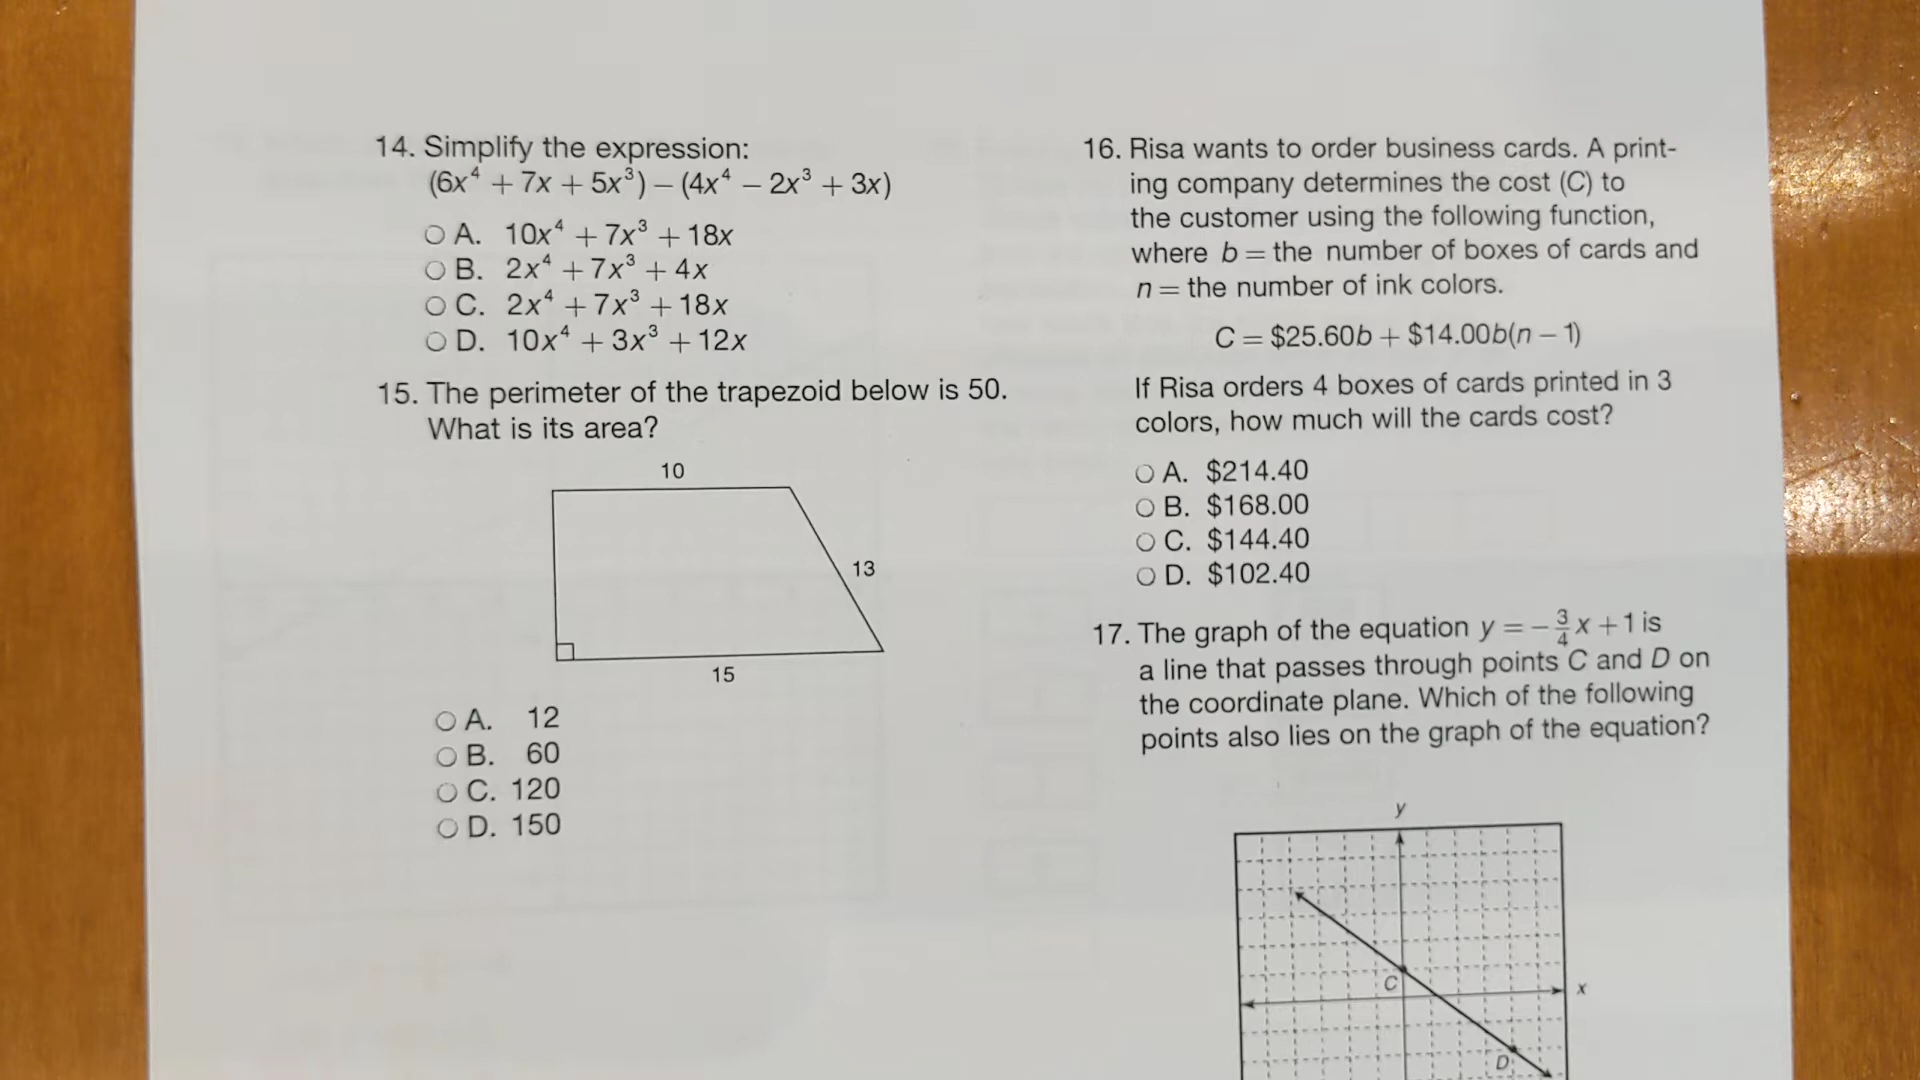 14. Simplify the expression:
(6x⁴ + 7x + 5x³) – (4x⁴ – 2x³ + 3x)
A. 10x⁴ + 7x³ + 18x
B. 2x⁴ + 7x³ + 4x
C. 2x⁴ + 7x³ + 18x
D. 10x⁴ + 3x³ + 12x
15. The perimeter of the trapezoid below is 50.
What is its area?
10
13
15
A. 12
B. 60
C. 120
D. 150
16. Risa wants to order business cards. A print-
ing company determines the cost (C) to
the customer using the following function,
where b = the number of boxes of cards and
n = the number of ink colors.
C = $25.60b + $14.00b(n – 1)
If Risa orders 4 boxes of cards printed in 3
colors, how much will the cards cost?
A. $214.40
B. $168.00
C. $144.40
D. $102.40
17. The graph of the equation y = –3/4x + 1 is
a line that passes through points C and D on
the coordinate plane. Which of the following
points also lies on the graph of the equation?
y
C
x
D